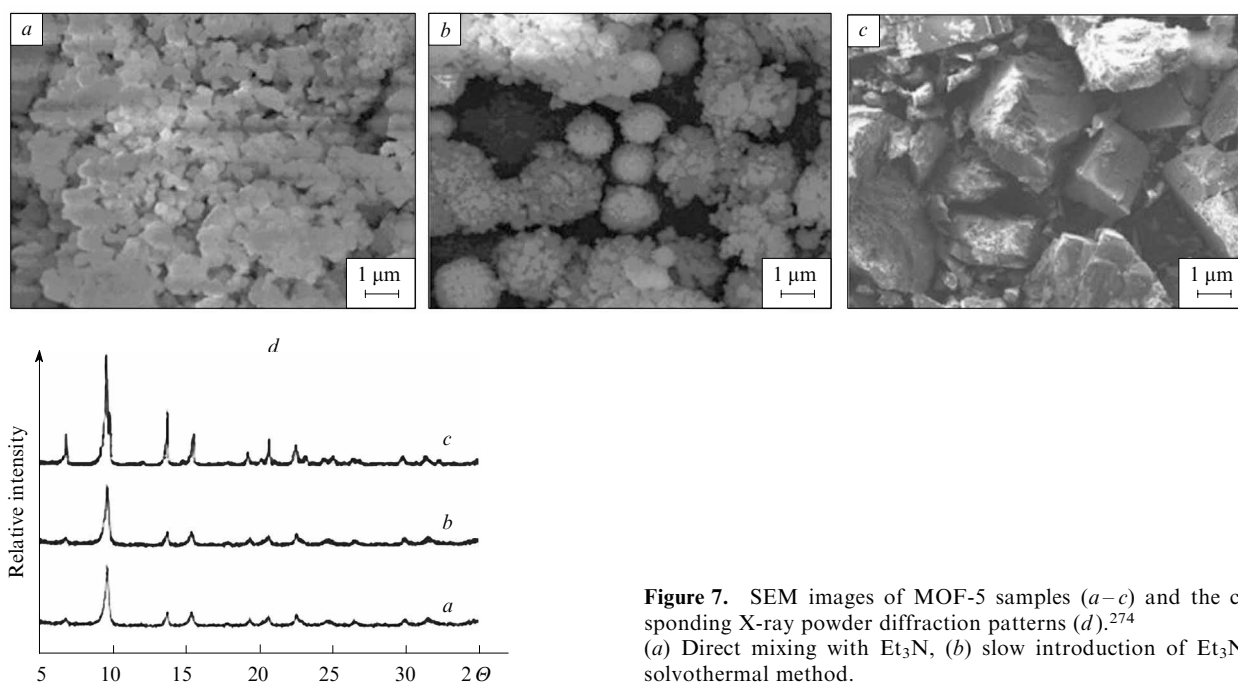 a
b
c
1 μm
1 μm
1 μm
d
Relative intensity
c
b
a
5 10 15 20 25 30 2Θ
Figure 7. SEM images of MOF-5 samples (a–c) and the c
sponding X-ray powder diffraction patterns (d).274
(a) Direct mixing with Et3N, (b) slow introduction of Et3N
solvothermal method.